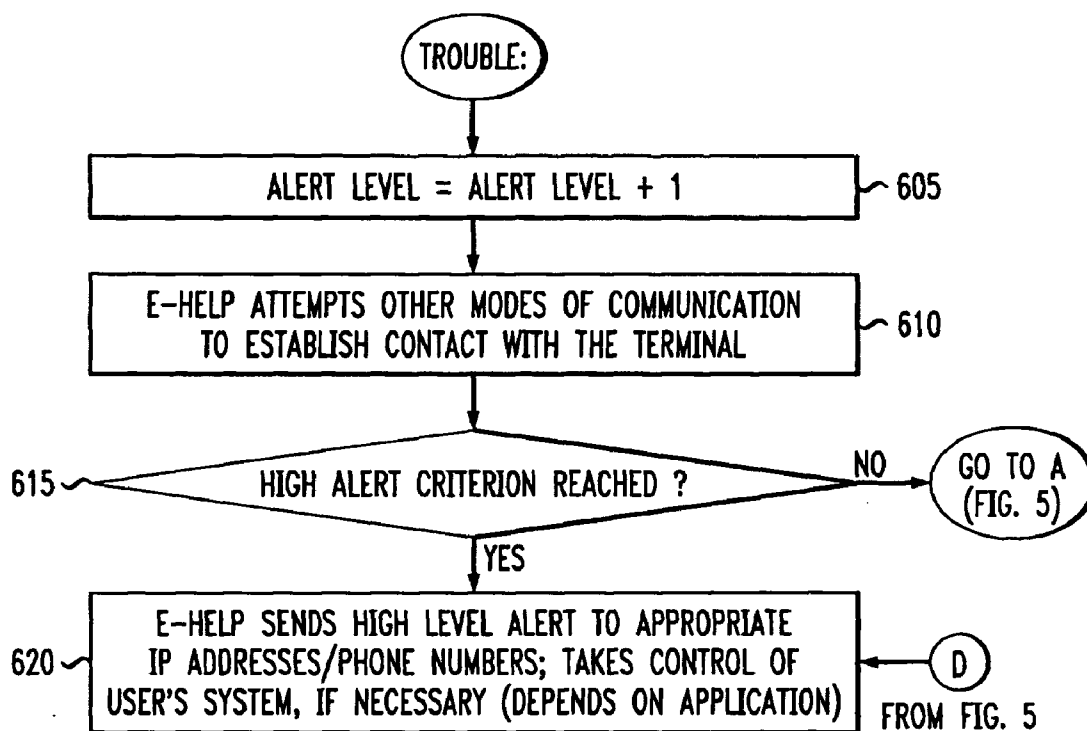 TROUBLE:
ALERT LEVEL = ALERT LEVEL + 1
605
E-HELP ATTEMPTS OTHER MODES OF COMMUNICATION
TO ESTABLISH CONTACT WITH THE TERMINAL
610
615
HIGH ALERT CRITERION REACHED ?
NO
GO TO A
(FIG. 5)
YES
620
E-HELP SENDS HIGH LEVEL ALERT TO APPROPRIATE
IP ADDRESSES/PHONE NUMBERS; TAKES CONTROL OF
USER'S SYSTEM, IF NECESSARY (DEPENDS ON APPLICATION)
D
FROM FIG. 5